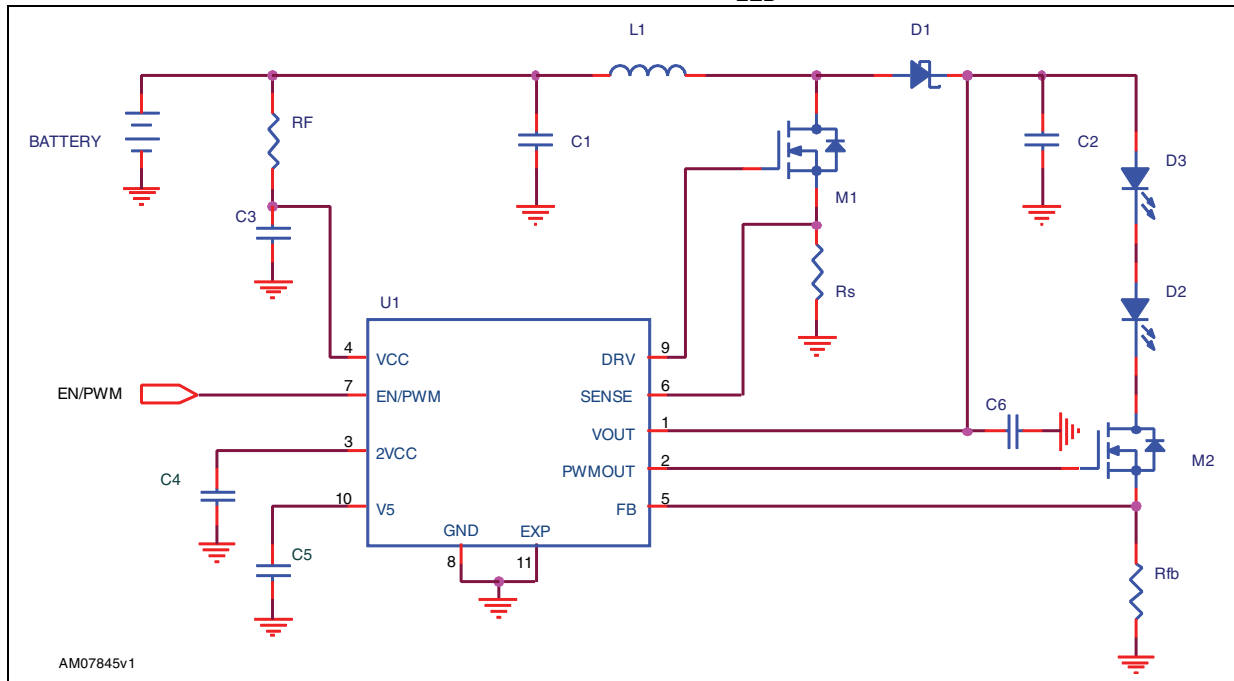 L1
D1
RF
BATTERY
C1
C2
D3
M1
C3
Rs
D2
U1
4
VCC
DRV
9
EN/PWM
7
EN/PWM
SENSE
6
C6
VOUT
1
3
2VCC
PWMOUT
2
M2
C4
10
V5
FB
5
GND
EXP
C5
8
11
Rfb
AM07845v1